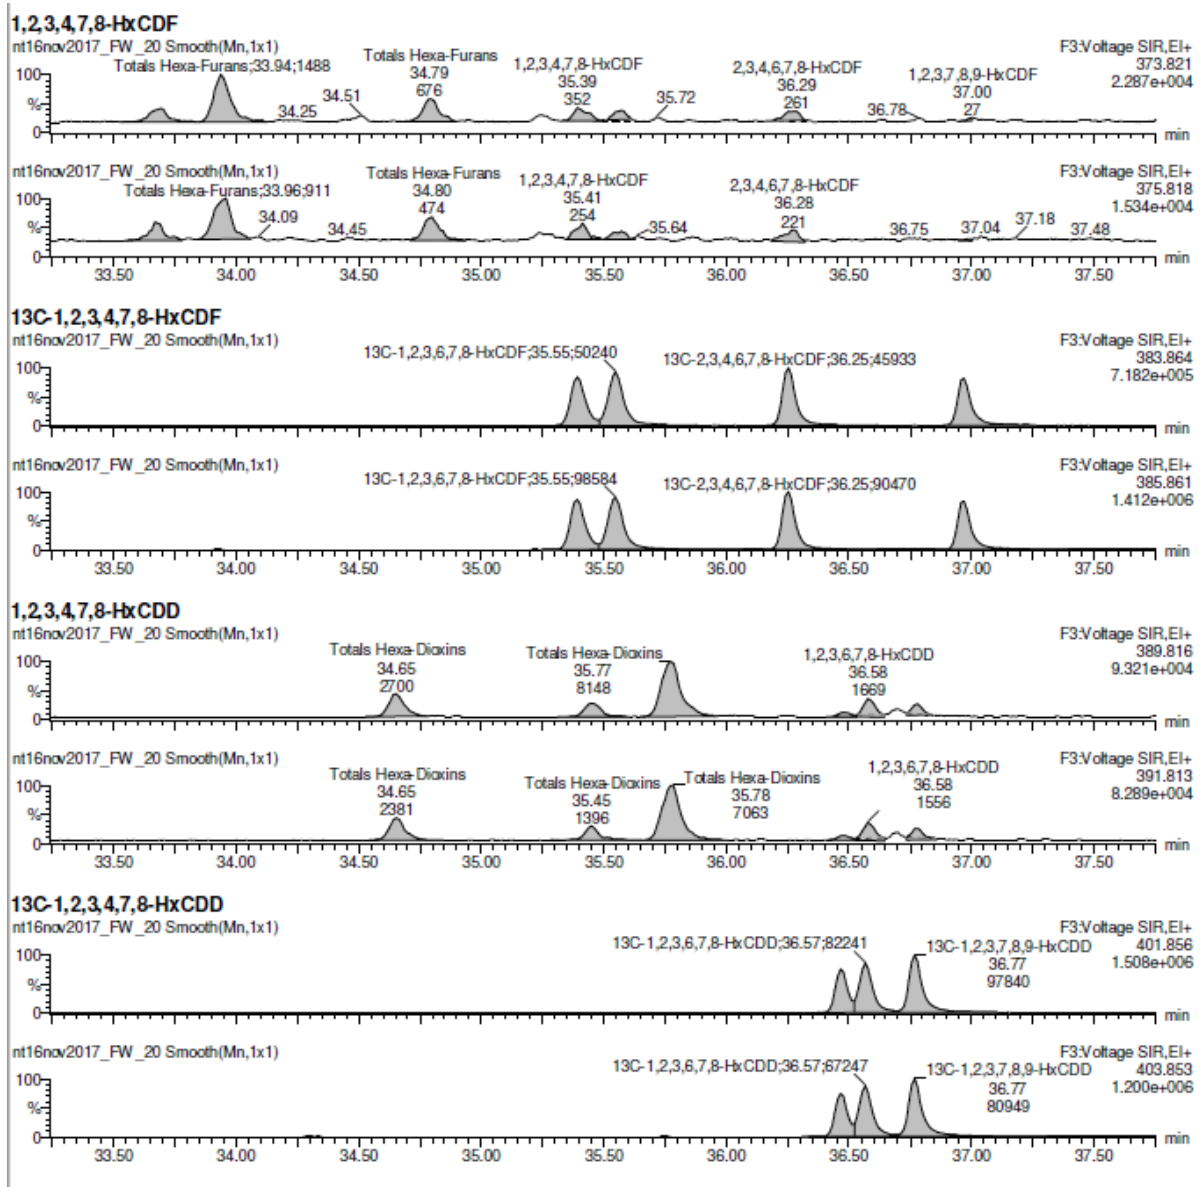 1,2,3,4,7,8-HxCDF
nt16nov2017_FW_20 Smooth(Mn,1x1)
F3:Voltage SIR,EI+
373.821
2.287e+004
Totals Hexa-Furans;33.94;1488
34.25
34.51
Totals Hexa-Furans
34.79
676
1,2,3,4,7,8-HxCDF
35.39
352
35.72
2,3,4,6,7,8-HxCDF
36.29
261
36.78
1,2,3,7,8,9-HxCDF
37.00
27
100
%
0
min
nt16nov2017_FW_20 Smooth(Mn,1x1)
F3:Voltage SIR,EI+
375.818
1.534e+004
Totals Hexa-Furans;33.96;911
34.09
34.45
Totals Hexa-Furans
34.80
474
1,2,3,4,7,8-HxCDF
35.41
254
35.64
2,3,4,6,7,8-HxCDF
36.28
221
36.75
37.04
37.18
37.48
100
%
0
min
33.50 34.00 34.50 35.00 35.50 36.00 36.50 37.00 37.50
13C-1,2,3,4,7,8-HxCDF
nt16nov2017_FW_20 Smooth(Mn,1x1)
F3:Voltage SIR,EI+
383.864
7.182e+005
13C-1,2,3,6,7,8-HxCDF;35.55;50240
13C-2,3,4,6,7,8-HxCDF;36.25;45933
100
%
0
min
nt16nov2017_FW_20 Smooth(Mn,1x1)
F3:Voltage SIR,EI+
385.861
1.412e+006
13C-1,2,3,6,7,8-HxCDF;35.55;98584
13C-2,3,4,6,7,8-HxCDF;36.25;90470
100
%
0
min
33.50 34.00 34.50 35.00 35.50 36.00 36.50 37.00 37.50
1,2,3,4,7,8-HxCDD
nt16nov2017_FW_20 Smooth(Mn,1x1)
F3:Voltage SIR,EI+
389.816
9.321e+004
Totals Hexa-Dioxins
34.65
2700
Totals Hexa-Dioxins
35.77
8148
1,2,3,6,7,8-HxCDD
36.58
1669
100
%
0
min
nt16nov2017_FW_20 Smooth(Mn,1x1)
F3:Voltage SIR,EI+
391.813
8.289e+004
Totals Hexa-Dioxins
34.65
2381
Totals Hexa-Dioxins
35.45
1396
Totals Hexa-Dioxins
35.78
7063
1,2,3,6,7,8-HxCDD
36.58
1556
100
%
0
min
33.50 34.00 34.50 35.00 35.50 36.00 36.50 37.00 37.50
13C-1,2,3,4,7,8-HxCDD
nt16nov2017_FW_20 Smooth(Mn,1x1)
F3:Voltage SIR,EI+
401.856
1.508e+006
13C-1,2,3,6,7,8-HxCDD;36.57;82241
13C-1,2,3,7,8,9-HxCDD
36.77
97840
100
%
0
min
nt16nov2017_FW_20 Smooth(Mn,1x1)
F3:Voltage SIR,EI+
403.853
1.200e+006
13C-1,2,3,6,7,8-HxCDD;36.57;67247
13C-1,2,3,7,8,9-HxCDD
36.77
80949
100
%
0
min
33.50 34.00 34.50 35.00 35.50 36.00 36.50 37.00 37.50